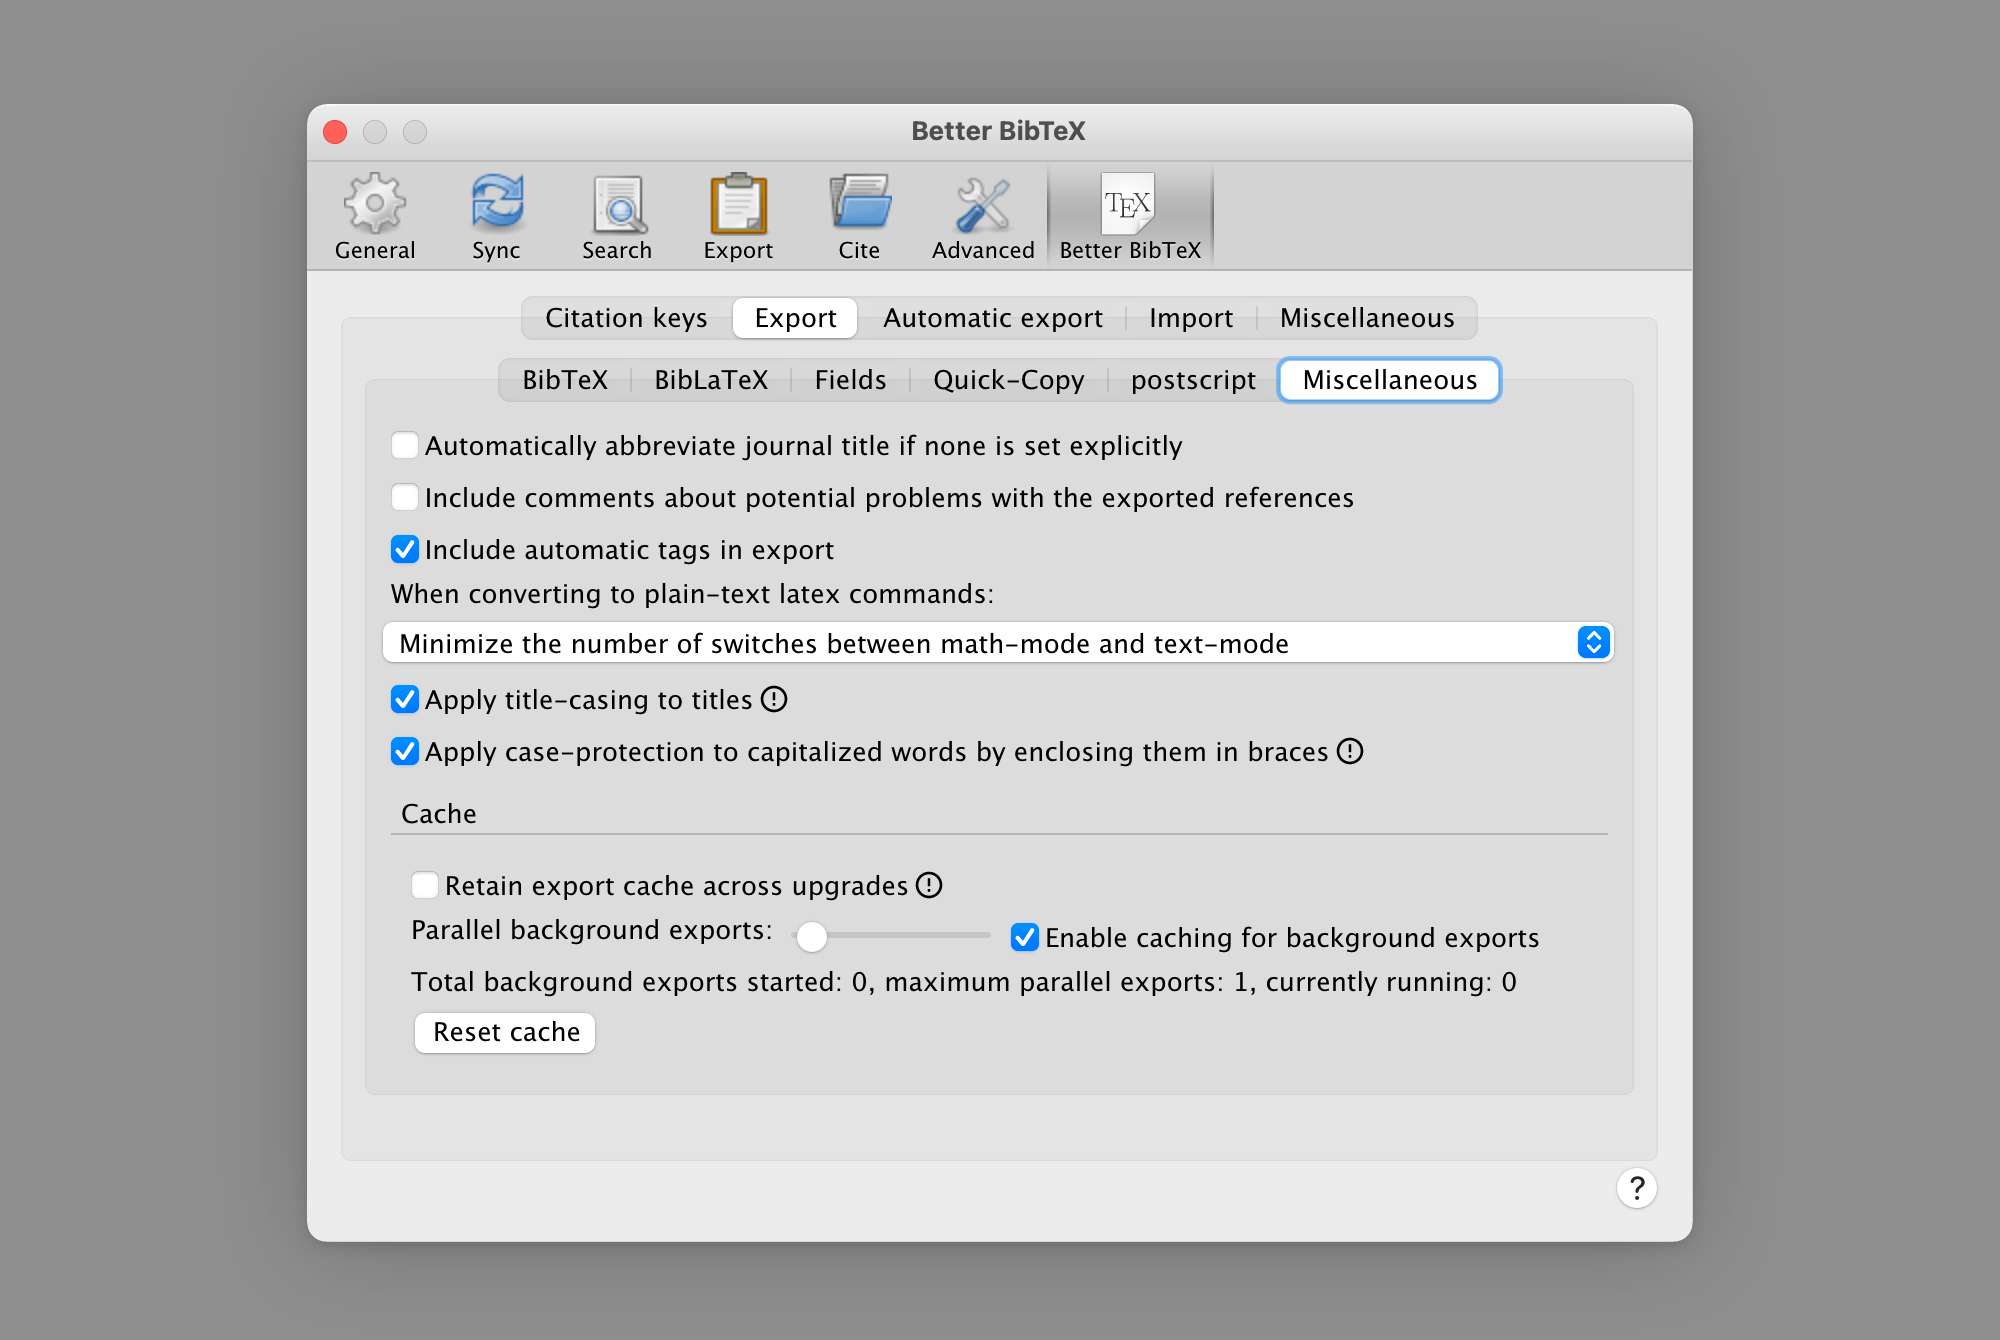 Better BibTeX
General Sync Search Export Cite Advanced TEX Better BibTeX
Citation keys Export Automatic export Import Miscellaneous
BibTeX BibLaTeX Fields Quick-Copy postscript Miscellaneous
Automatically abbreviate journal title if none is set explicitly
Include comments about potential problems with the exported references
Include automatic tags in export
When converting to plain-text latex commands:
Minimize the number of switches between math-mode and text-mode
Apply title-casing to titles
Apply case-protection to capitalized words by enclosing them in braces
Cache
Retain export cache across upgrades
Parallel background exports: Enable caching for background exports
Total background exports started: 0, maximum parallel exports: 1, currently running: 0
Reset cache
?